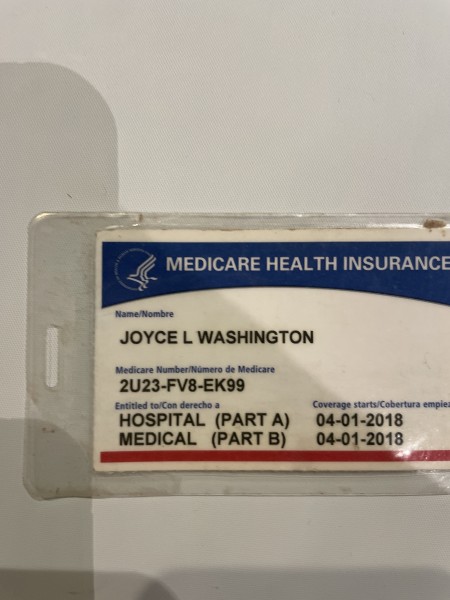 MEDICARE HEALTH INSURANCE
Name/Nombre
JOYCE L WASHINGTON
Medicare Number/Número de Medicare
2U23-FV8-EK99
Entitled to/Con derecho a Coverage starts/Cobertura empiez
HOSPITAL (PART A) 04-01-2018
MEDICAL (PART B) 04-01-2018